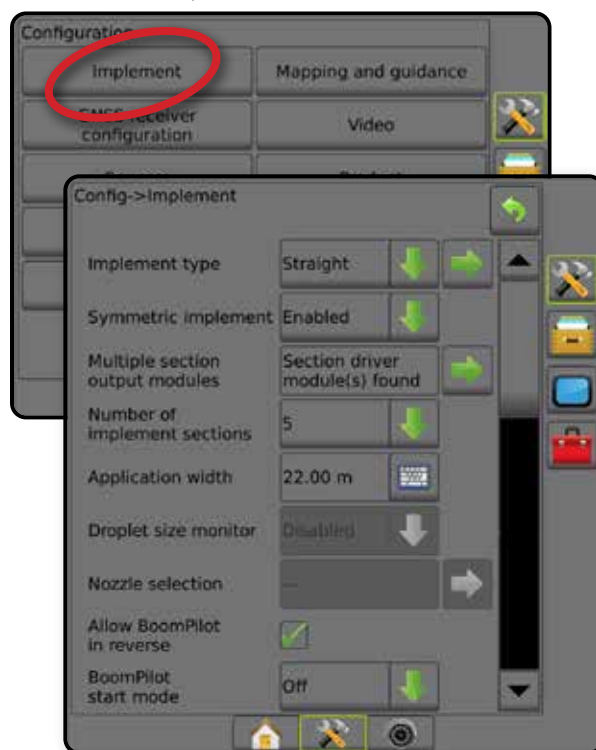 Configuration
Implement
Mapping and guidance
receiver
configuration
Video
Config->Implement
Implement type
Straight
Symmetric implement
Enabled
Multiple section
output modules
Section driver
module(s) found
Number of
implement sections
5
Application width
22.00 m
Droplet size monitor
Disabled
Nozzle selection
---
Allow BoomPilot
in reverse
BoomPilot
start mode
Off